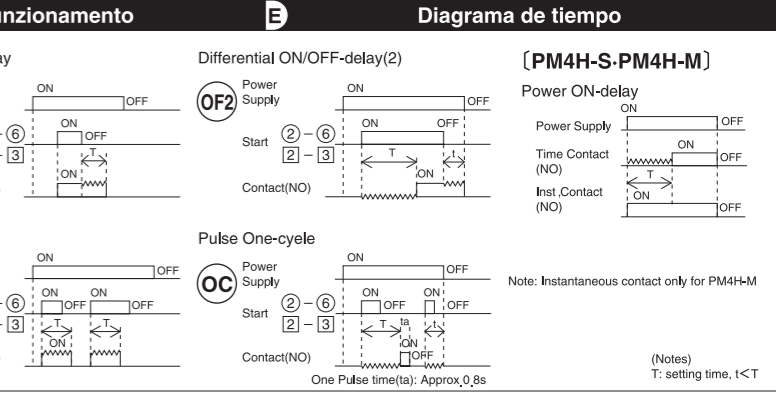 unzionamento
E
Diagrama de tiempo
ay
ON
OFF
ON
– ⑥
OFF
– 3
T
ON
Differential ON/OFF-delay(2)
OF2
Power
Supply
ON
OFF
Start
② – ⑥
2 – 3
ON
OFF
T
t
ON
Contact(NO)
〔PM4H-S·PM4H-M〕
Power ON-delay
ON
Power Supply
OFF
Time Contact
(NO)
ON
OFF
T
Inst.Contact
(NO)
ON
OFF
ON
OFF
– ⑥
ON
OFF
ON
OFF
– 3
T
T
ON
Pulse One-cyele
OC
Power
Supply
ON
OFF
Start
② – ⑥
2 – 3
ON
OFF
ON
OFF
T
ta
t
ON
Contact(NO)
OFF
One Pulse time(ta): Approx.0.8s
Note: Instantaneous contact only for PM4H-M
(Notes)
T: setting time, t<T